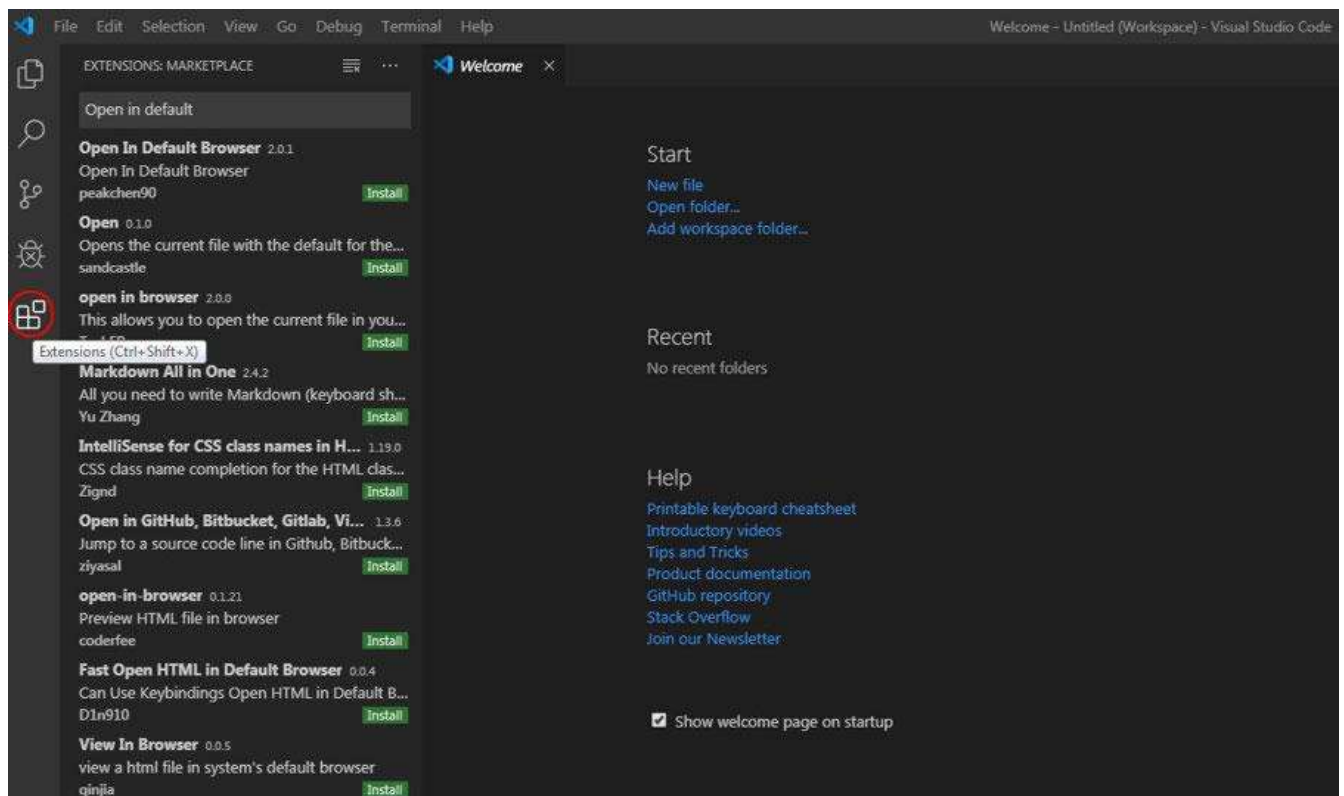 File Edit Selection View Go Debug Terminal Help
Welcome - Untitled (Workspace) - Visual Studio Code
EXTENSIONS: MARKETPLACE
Open in default
Open In Default Browser 2.0.1
Open In Default Browser
peakchen90 Install
Open 0.1.0
Opens the current file with the default for the...
sandcastle Install
open in browser 2.0.0
This allows you to open the current file in you...
Install
Extensions (Ctrl+Shift+X)
Markdown All in One 2.4.2
All you need to write Markdown (keyboard sh...
Yu Zhang Install
IntelliSense for CSS class names in H... 1.19.0
CSS class name completion for the HTML clas...
Zignd Install
Open in GitHub, Bitbucket, Gitlab, Vi... 1.3.6
Jump to a source code line in Github, Bitbuck...
ziyasal Install
open-in-browser 0.1.21
Preview HTML file in browser
coderfee Install
Fast Open HTML in Default Browser 0.0.4
Can Use Keybindings Open HTML in Default B...
D1n910 Install
View In Browser 0.0.5
view a html file in system's default browser
qinjia Install
Welcome
Start
New file
Open folder...
Add workspace folder...
Recent
No recent folders
Help
Printable keyboard cheatsheet
Introductory videos
Tips and Tricks
Product documentation
GitHub repository
Stack Overflow
Join our Newsletter
Show welcome page on startup